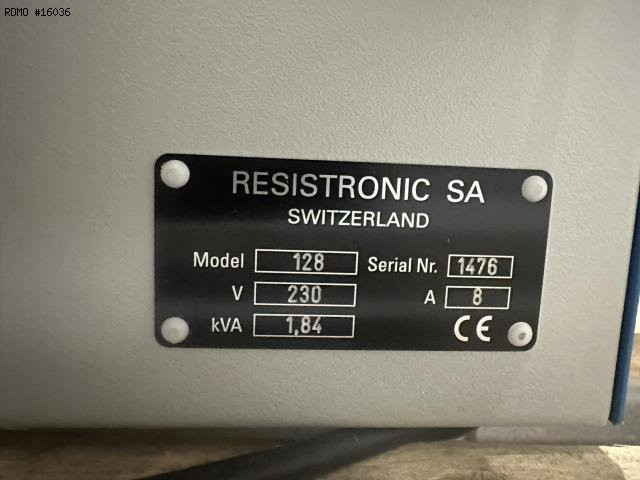 RDMO #16036
RESISTRONIC SA
SWITZERLAND
Model 128 Serial Nr. 1476
V 230 A 8
kVA 1,84 CE